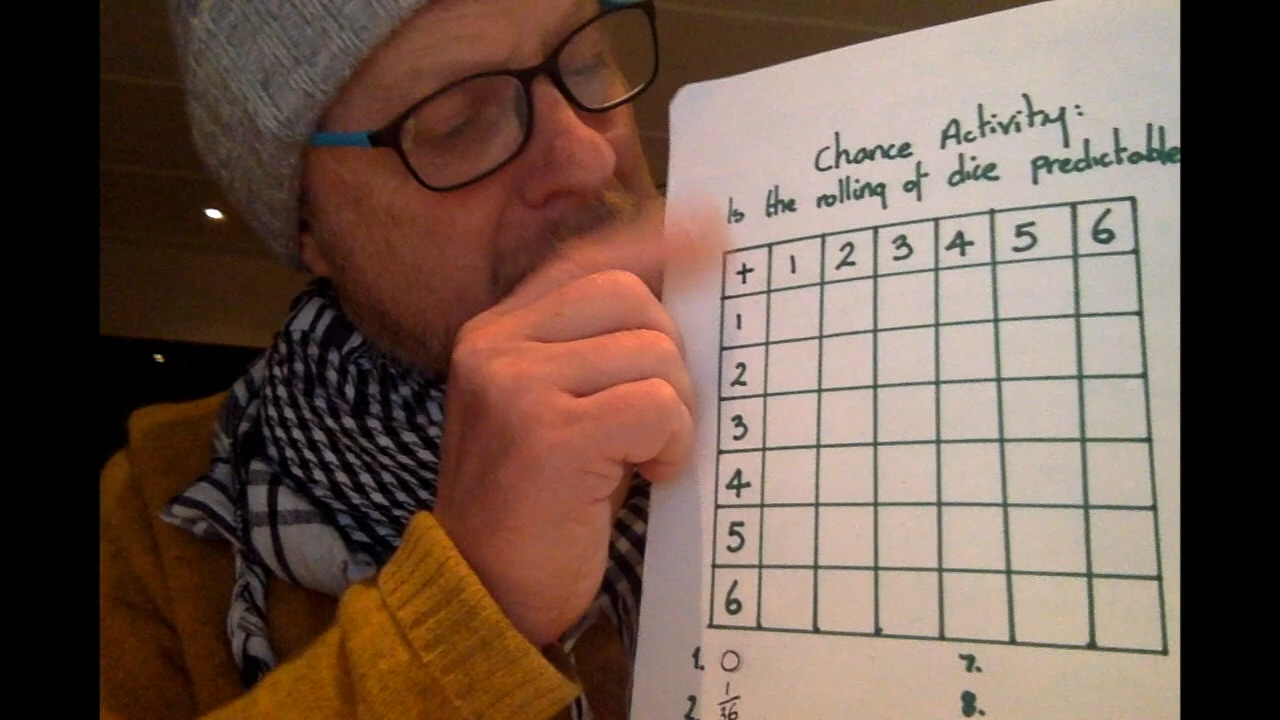 Chance Activity:
Is the rolling of dice predictable
+ 1 2 3 4 5 6
1
2
3
4
5
6
1. 0 7.
2. 1/36 8.